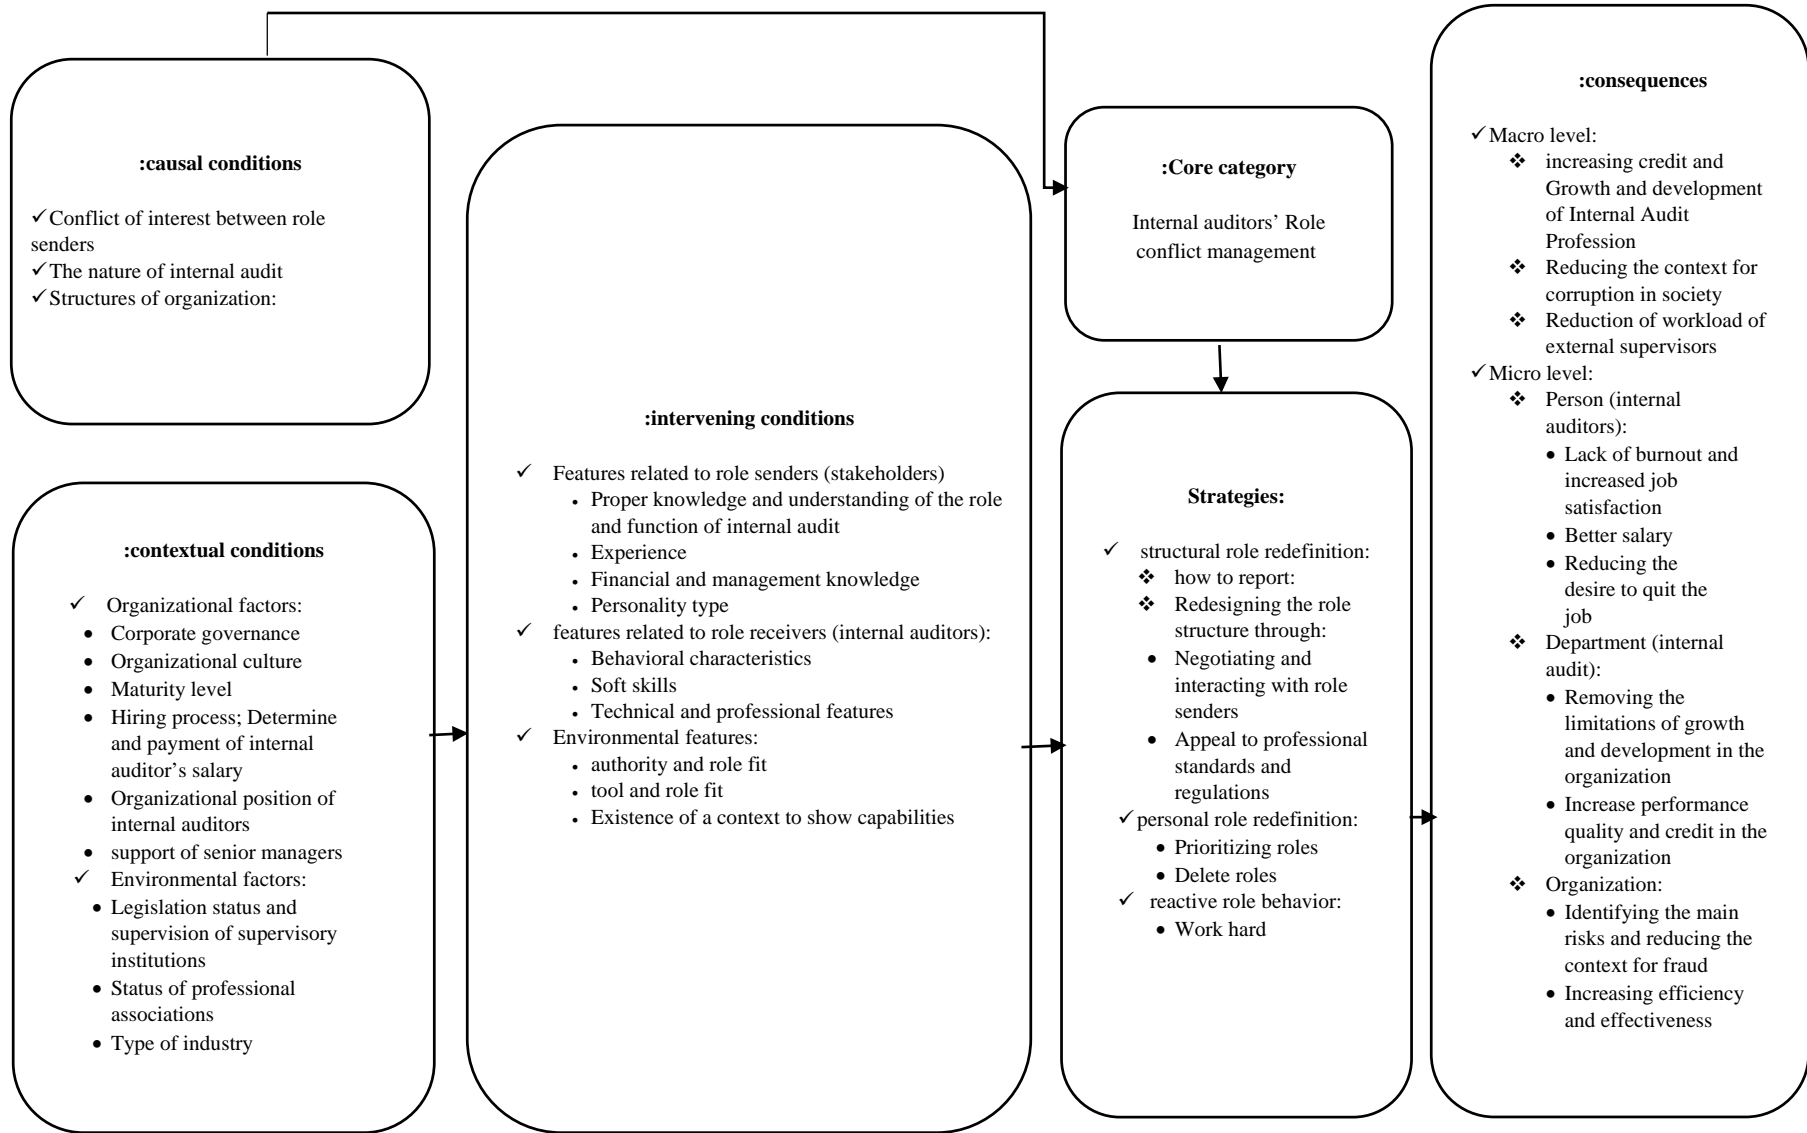 :causal conditions
✓Conflict of interest between role
senders
✓The nature of internal audit
✓Structures of organization:
:contextual conditions
✓ Organizational factors:
• Corporate governance
• Organizational culture
• Maturity level
• Hiring process; Determine
and payment of internal
auditor’s salary
• Organizational position of
internal auditors
• support of senior managers
✓ Environmental factors:
• Legislation status and
supervision of supervisory
institutions
• Status of professional
associations
• Type of industry
:intervening conditions
✓ Features related to role senders (stakeholders)
• Proper knowledge and understanding of the role
and function of internal audit
• Experience
• Financial and management knowledge
• Personality type
✓ features related to role receivers (internal auditors):
• Behavioral characteristics
• Soft skills
• Technical and professional features
✓ Environmental features:
• authority and role fit
• tool and role fit
• Existence of a context to show capabilities
:Core category
Internal auditors’ Role
conflict management
Strategies:
✓ structural role redefinition:
❖ how to report:
❖ Redesigning the role
structure through:
• Negotiating and
interacting with role
senders
• Appeal to professional
standards and
regulations
✓personal role redefinition:
• Prioritizing roles
• Delete roles
✓ reactive role behavior:
• Work hard
:consequences
✓Macro level:
❖ increasing credit and
Growth and development
of Internal Audit
Profession
❖ Reducing the context for
corruption in society
❖ Reduction of workload of
external supervisors
✓Micro level:
❖ Person (internal
auditors):
• Lack of burnout and
increased job
satisfaction
• Better salary
• Reducing the
desire to quit the
job
❖ Department (internal
audit):
• Removing the
limitations of growth
and development in the
organization
• Increase performance
quality and credit in the
organization
❖ Organization:
• Identifying the main
risks and reducing the
context for fraud
• Increasing efficiency
and effectiveness